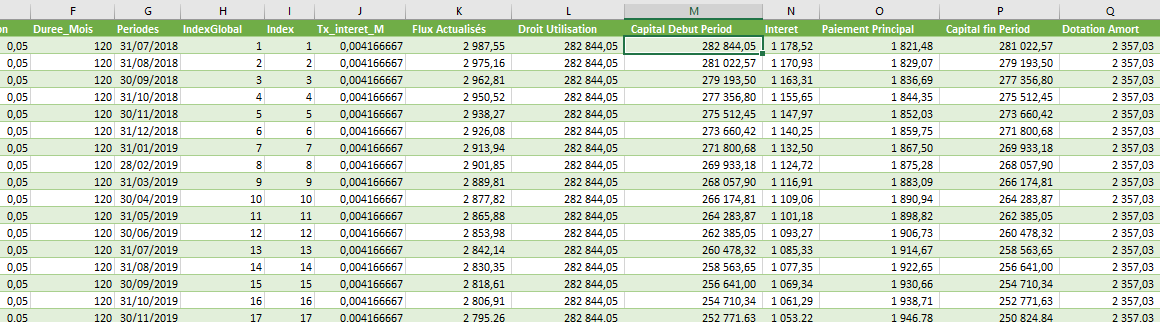 F G H I J K L M N O P Q
on Duree_Mois Periodes IndexGlobal Index Tx_interet_M Flux Actualisés Droit Utilisation Capital Debut Period Interet Paiement Principal Capital fin Period Dotation Amort
0,05 120 31/07/2018 1 1 0,004166667 2 987,55 282 844,05 282 844,05 1 178,52 1 821,48 281 022,57 2 357,03
0,05 120 31/08/2018 2 2 0,004166667 2 975,16 282 844,05 281 022,57 1 170,93 1 829,07 279 193,50 2 357,03
0,05 120 30/09/2018 3 3 0,004166667 2 962,81 282 844,05 279 193,50 1 163,31 1 836,69 277 356,80 2 357,03
0,05 120 31/10/2018 4 4 0,004166667 2 950,52 282 844,05 277 356,80 1 155,65 1 844,35 275 512,45 2 357,03
0,05 120 30/11/2018 5 5 0,004166667 2 938,27 282 844,05 275 512,45 1 147,97 1 852,03 273 660,42 2 357,03
0,05 120 31/12/2018 6 6 0,004166667 2 926,08 282 844,05 273 660,42 1 140,25 1 859,75 271 800,68 2 357,03
0,05 120 31/01/2019 7 7 0,004166667 2 913,94 282 844,05 271 800,68 1 132,50 1 867,50 269 933,18 2 357,03
0,05 120 28/02/2019 8 8 0,004166667 2 901,85 282 844,05 269 933,18 1 124,72 1 875,28 268 057,90 2 357,03
0,05 120 31/03/2019 9 9 0,004166667 2 889,81 282 844,05 268 057,90 1 116,91 1 883,09 266 174,81 2 357,03
0,05 120 30/04/2019 10 10 0,004166667 2 877,82 282 844,05 266 174,81 1 109,06 1 890,94 264 283,87 2 357,03
0,05 120 31/05/2019 11 11 0,004166667 2 865,88 282 844,05 264 283,87 1 101,18 1 898,82 262 385,05 2 357,03
0,05 120 30/06/2019 12 12 0,004166667 2 853,98 282 844,05 262 385,05 1 093,27 1 906,73 260 478,32 2 357,03
0,05 120 31/07/2019 13 13 0,004166667 2 842,14 282 844,05 260 478,32 1 085,33 1 914,67 258 563,65 2 357,03
0,05 120 31/08/2019 14 14 0,004166667 2 830,35 282 844,05 258 563,65 1 077,35 1 922,65 256 641,00 2 357,03
0,05 120 30/09/2019 15 15 0,004166667 2 818,61 282 844,05 256 641,00 1 069,34 1 930,66 254 710,34 2 357,03
0,05 120 31/10/2019 16 16 0,004166667 2 806,91 282 844,05 254 710,34 1 061,29 1 938,71 252 771,63 2 357,03
0,05 120 30/11/2019 17 17 0,004166667 2 795,26 282 844,05 252 771,63 1 053,22 1 946,78 250 824,84 2 357,03